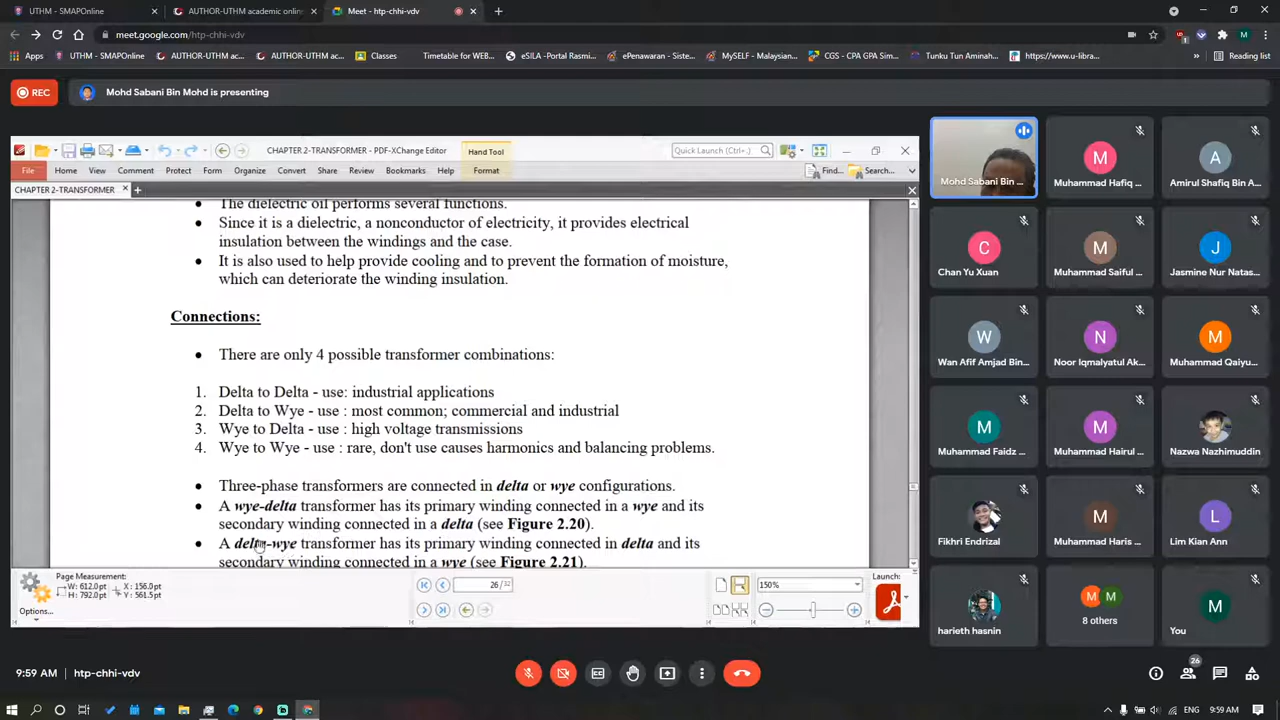 UTHM - SMAPOnline
AUTHOR-UTHM academic onlin
Meet - htp-chhi-vdv
meet.google.com/htp-chhi-vdv
Apps
UTHM - SMAPOnline
AUTHOR-UTHM ac...
AUTHOR-UTHM ac...
Classes
Timetable for WEB...
eSILA -Portal Rasmi...
ePenawaran - Siste...
MySELF - Malaysian...
CGS - CPA GPA Sim...
Tunku Tun Aminah...
https://www.u-libra...
»
Reading list
REC
Mohd Sabani Bin Mohd is presenting
CHAPTER 2-TRANSFORMER - PDF-XChange Editor
Hand Tool
Quick Launch (Ctrl+.)
File
Home
View
Comment
Protect
Form
Organize
Convert
Share
Review
Bookmarks
Help
Format
Find...
Search...
CHAPTER 2-TRANSFORMER
• The dielectric oil performs several functions.
• Since it is a dielectric, a nonconductor of electricity, it provides electrical
insulation between the windings and the case.
• It is also used to help provide cooling and to prevent the formation of moisture,
which can deteriorate the winding insulation.
Connections:
• There are only 4 possible transformer combinations:
1. Delta to Delta - use: industrial applications
2. Delta to Wye - use : most common; commercial and industrial
3. Wye to Delta - use : high voltage transmissions
4. Wye to Wye - use : rare, don't use causes harmonics and balancing problems.
• Three-phase transformers are connected in delta or wye configurations.
• A wye-delta transformer has its primary winding connected in a wye and its
secondary winding connected in a delta (see Figure 2.20).
• A delta-wye transformer has its primary winding connected in delta and its
secondary winding connected in a wye (see Figure 2.21).
Options...
Page Measurement:
W: 612.0pt
H: 792.0pt
X: 156.0pt
Y: 561.5pt
26 /32
150%
Launch:
Mohd Sabani Bin ...
M
Muhammad Hafiq ...
A
Amirul Shafiq Bin A...
C
Chan Yu Xuan
Muhammad Saiful ...
J
Jasmine Nur Natas...
W
Wan Afif Amjad Bin...
N
Noor Iqmalyatul Ak...
M
Muhammad Qaiyu...
M
Muhammad Faidz ...
M
Muhammad Hairul ...
Nazwa Nazhimuddin
Fikhri Endrizal
M
Muhammad Haris ...
L
Lim Kian Ann
harieth hasnin
M M
8 others
M
You
9:59 AM
htp-chhi-vdv
26
ENG
9:59 AM